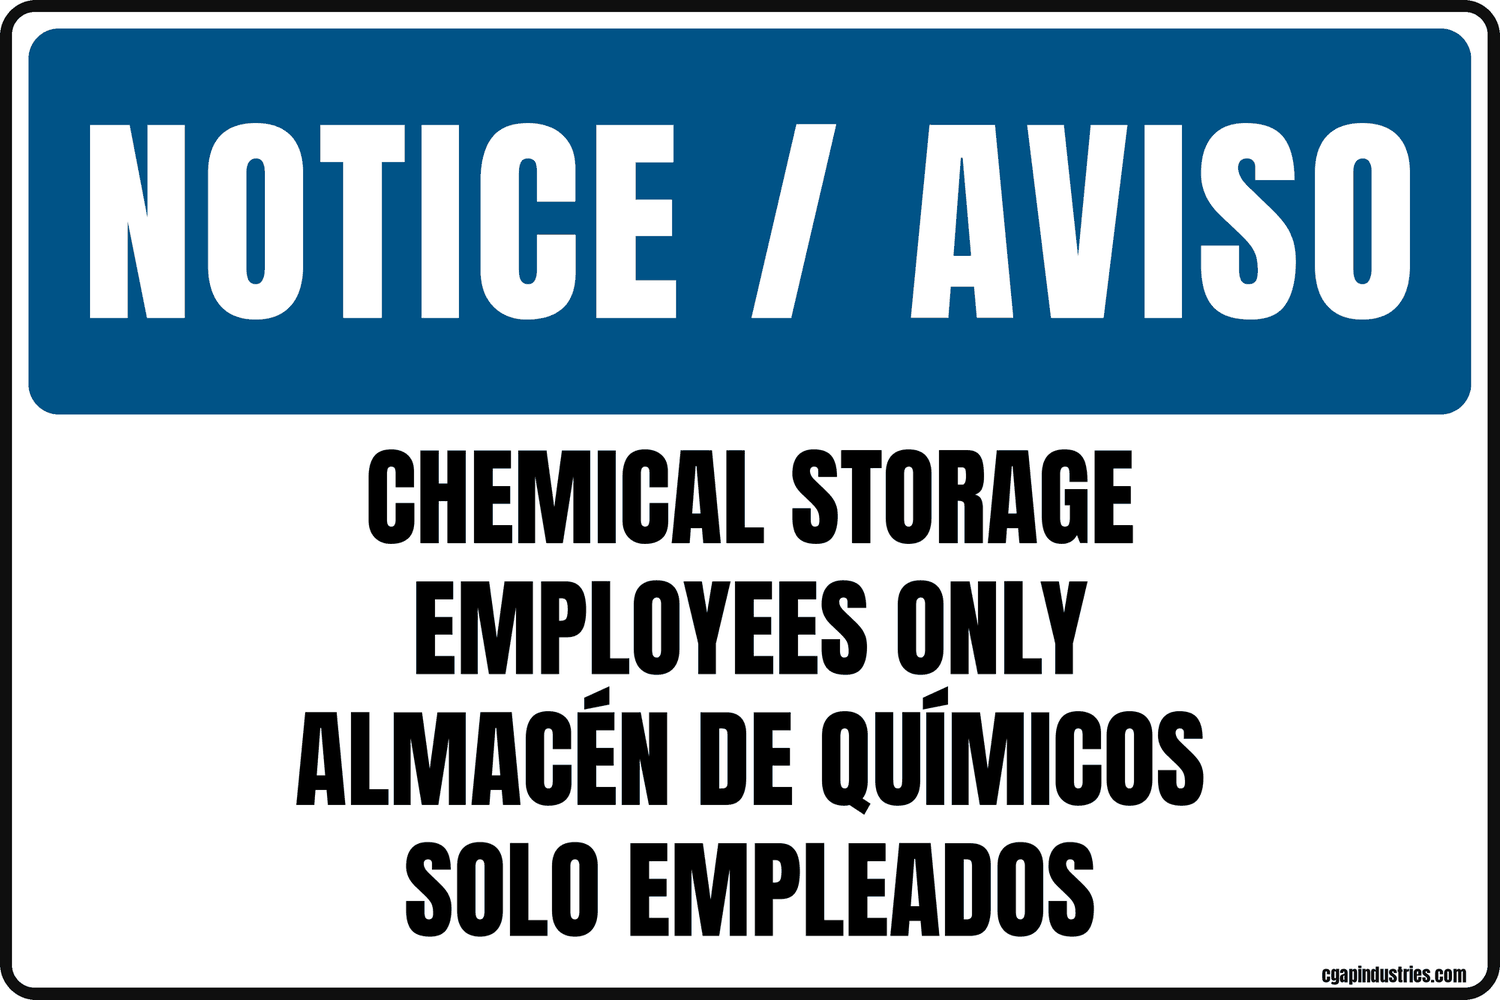 NOTICE / AVISO
CHEMICAL STORAGE
EMPLOYEES ONLY
ALMACÉN DE QUÍMICOS
SOLO EMPLEADOS
cgapindustries.com